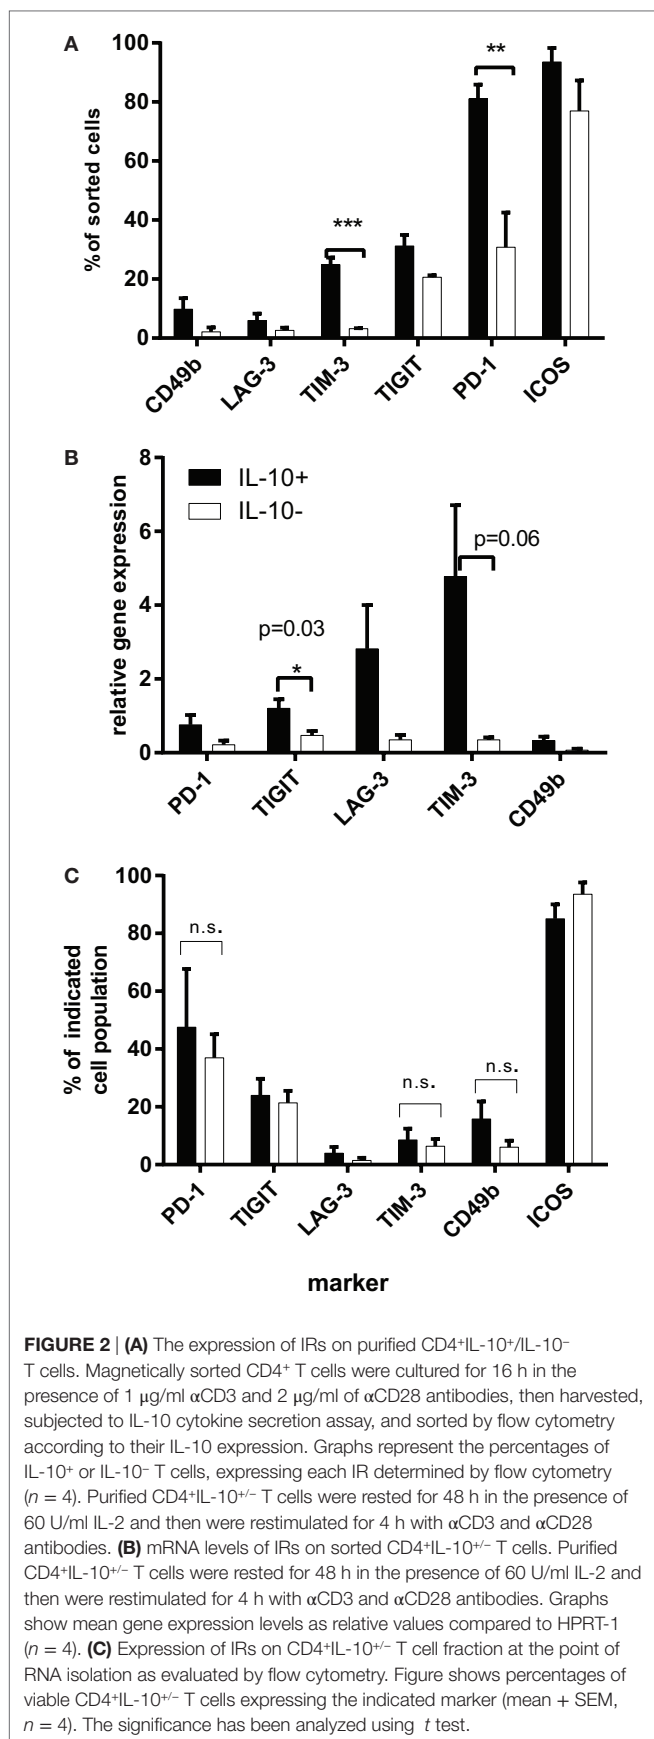 A
% of sorted cells
100
80
60
40
20
0
***
**
CD49b
LAG-3
TIM-3
TIGIT
PD-1
ICOS
B
relative gene expression
8
6
4
2
0
IL-10+
IL-10-
p=0.03
*
p=0.06
PD-1
TIGIT
LAG-3
TIM-3
CD49b
C
% of indicated
cell population
100
80
60
40
20
0
n.s.
n.s.
n.s.
PD-1
TIGIT
LAG-3
TIM-3
CD49b
ICOS
marker
FIGURE 2 | (A) The expression of IRs on purified CD4⁺IL-10⁺/IL-10⁻
T cells. Magnetically sorted CD4⁺ T cells were cultured for 16 h in the
presence of 1 μg/ml αCD3 and 2 μg/ml of αCD28 antibodies, then harvested,
subjected to IL-10 cytokine secretion assay, and sorted by flow cytometry
according to their IL-10 expression. Graphs represent the percentages of
IL-10⁺ or IL-10⁻ T cells, expressing each IR determined by flow cytometry
(n = 4). Purified CD4⁺IL-10⁺/⁻ T cells were rested for 48 h in the presence of
60 U/ml IL-2 and then were restimulated for 4 h with αCD3 and αCD28
antibodies. (B) mRNA levels of IRs on sorted CD4⁺IL-10⁺/⁻ T cells. Purified
CD4⁺IL-10⁺/⁻ T cells were rested for 48 h in the presence of 60 U/ml IL-2 and
then were restimulated for 4 h with αCD3 and αCD28 antibodies. Graphs
show mean gene expression levels as relative values compared to HPRT-1
(n = 4). (C) Expression of IRs on CD4⁺IL-10⁺/⁻ T cell fraction at the point of
RNA isolation as evaluated by flow cytometry. Figure shows percentages of
viable CD4⁺IL-10⁺/⁻ T cells expressing the indicated marker (mean + SEM,
n = 4). The significance has been analyzed using t test.